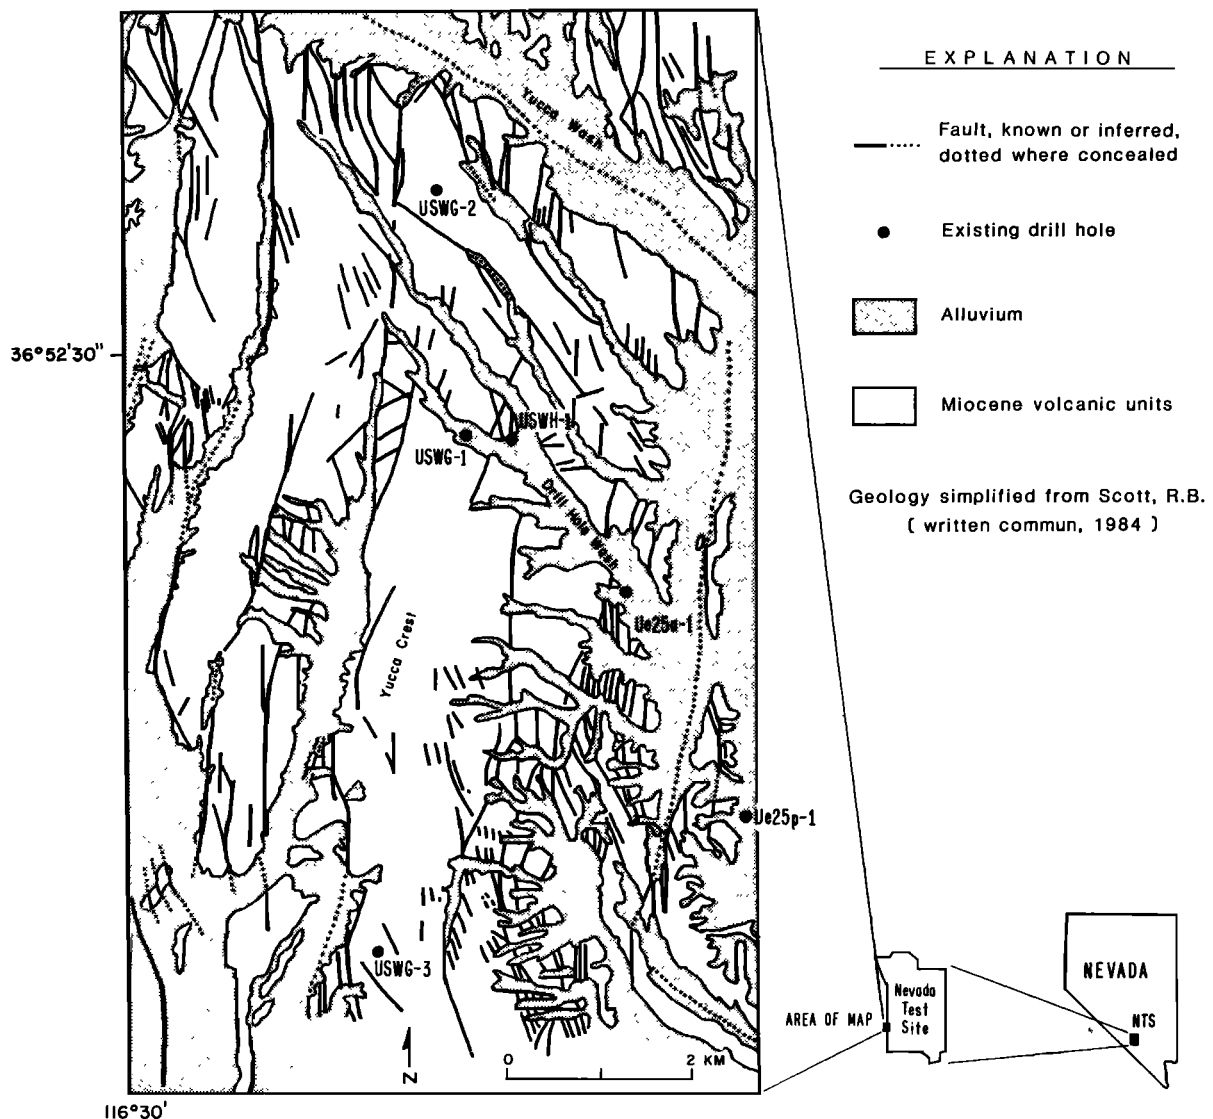 EXPLANATION
Fault, known or inferred,
dotted where concealed
Existing drill hole
Alluvium
Miocene volcanic units
Geology simplified from Scott, R.B.
( written commun, 1984 )
Yucca Wash
USWG-2
36°52'30"
USWH-1
USWG-1
Drill Hole Wash
Ue25a-1
Yucca Crest
Ue25p-1
USWG-3
N
0 2 KM
116°30'
AREA OF MAP
Nevada
Test
Site
NEVADA
NTS